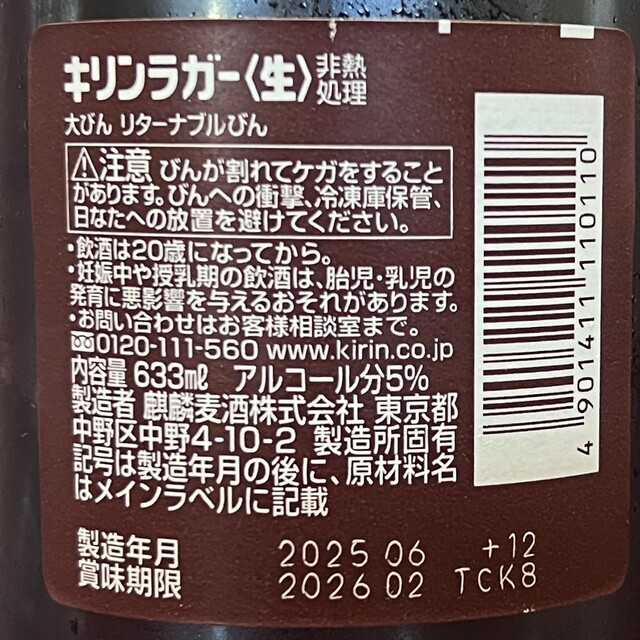 キリンラガー〈生〉非熱処理
大びん リターナブルびん
⚠注意 びんが割れてケガをすること
があります。びんへの衝撃、冷凍庫保管、
日なたへの放置を避けてください。
・飲酒は20歳になってから。
・妊娠中や授乳期の飲酒は、胎児・乳児の
発育に悪影響を与えるおそれがあります。
・お問い合わせはお客様相談室まで。
0120-111-560 www.kirin.co.jp
内容量 633㎖ アルコール分5%
製造者 麒麟麦酒株式会社 東京都
中野区中野4-10-2 製造所固有
記号は製造年月の後に、原材料名
はメインラベルに記載
製造年月 2025 06 +12
賞味期限 2026 02 TCK8
4 901411 110110